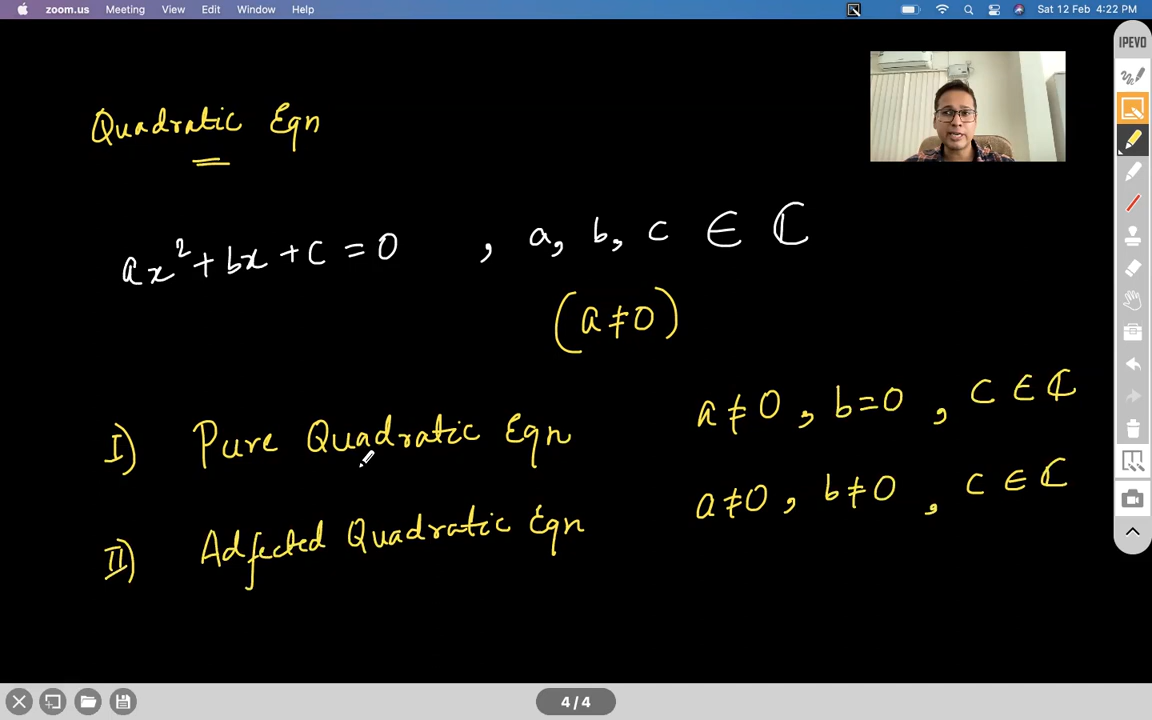 zoom.us Meeting View Edit Window Help Sat 12 Feb 4:22 PM
IPEVO
Quadratic Eqn
ax²+bx+c=0 , a, b, c ∈ ℂ
(a≠0)
I) Pure Quadratic Eqn a≠0, b=0, c∈ℂ
II) Adfected Quadratic Eqn a≠0, b≠0, c∈ℂ
4/4